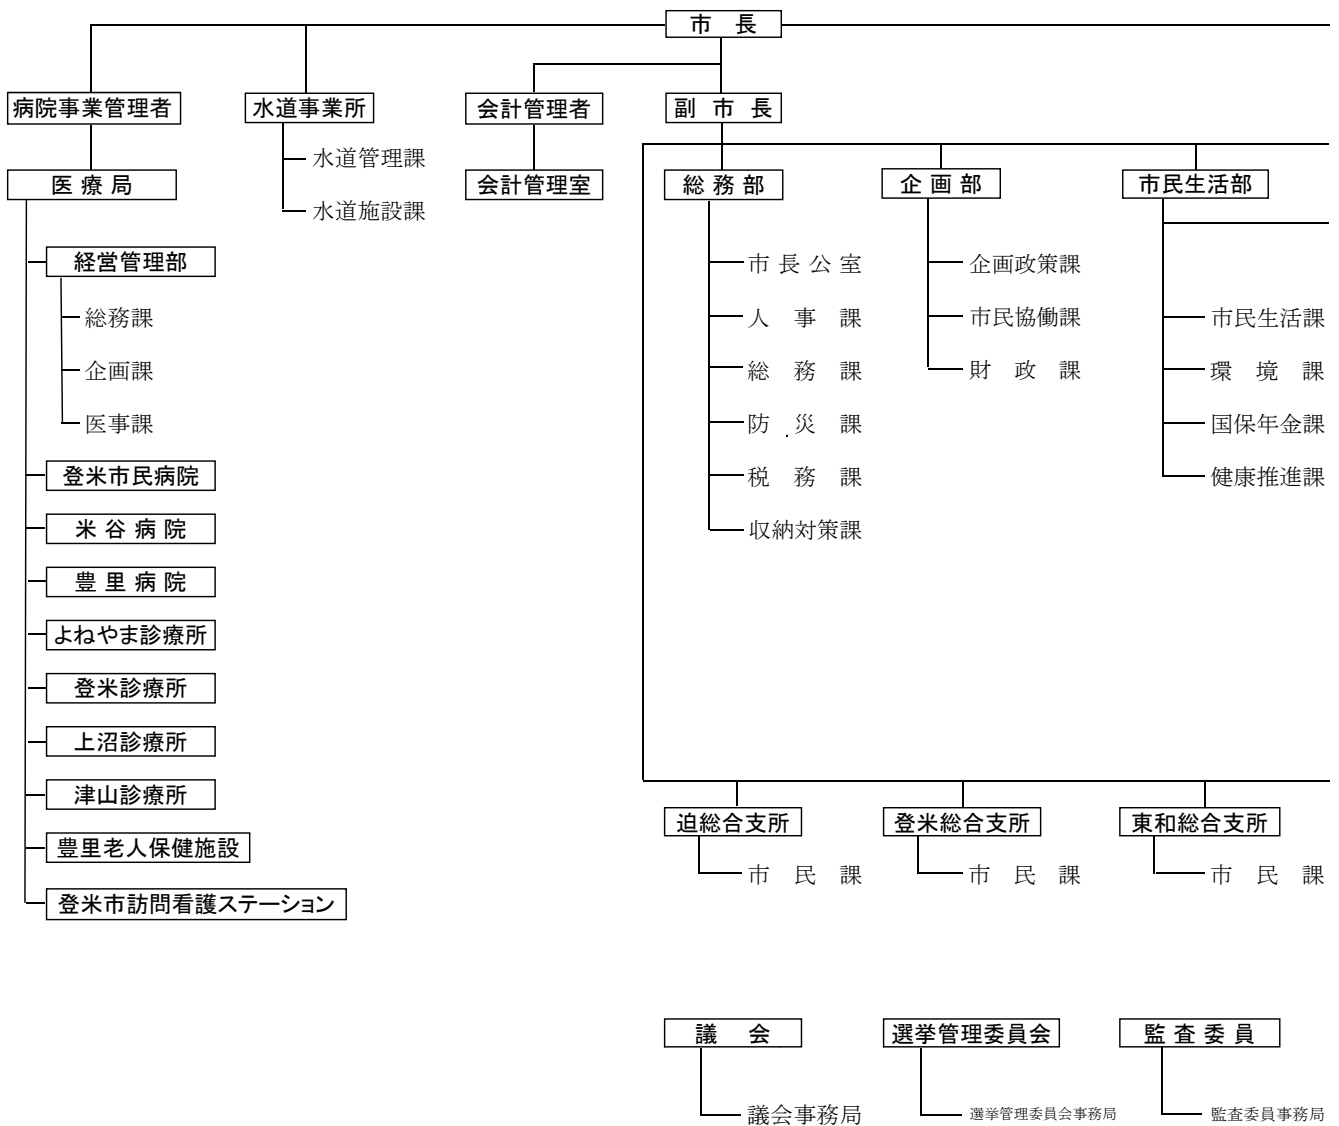 市 長
病院事業管理者 水道事業所 会計管理者 副 市 長
水道管理課
医 療 局 会計管理室 総 務 部 企 画 部 市民生活部
水道施設課
経営管理部 市 長 公 室 企画政策課
総務課 人 事 課 市民協働課 市民生活課
企画課 総 務 課 財 政 課 環 境 課
医事課 防 災 課 国保年金課
登米市民病院 税 務 課 健康推進課
米 谷 病 院 収納対策課
豊 里 病 院
よねやま診療所
登米診療所
上沼診療所
津山診療所
迫総合支所 登米総合支所 東和総合支所
豊里老人保健施設
市 民 課 市 民 課 市 民 課
登米市訪問看護ステーション
議 会 選挙管理委員会 監 査 委 員
議会事務局 選挙管理委員会事務局 監査委員事務局